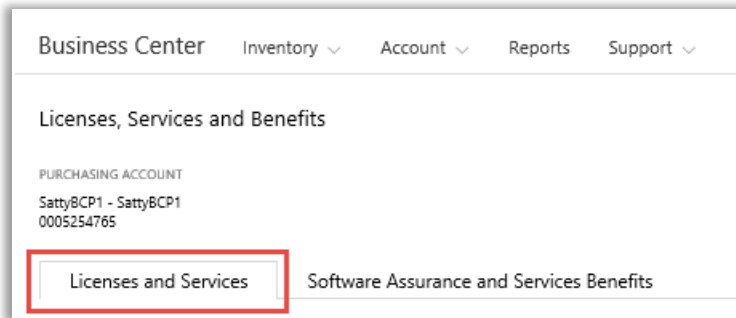 Business Center Inventory Account Reports Support
Licenses, Services and Benefits
PURCHASING ACCOUNT
SattyBCP1 - SattyBCP1
0005254765
Licenses and Services Software Assurance and Services Benefits